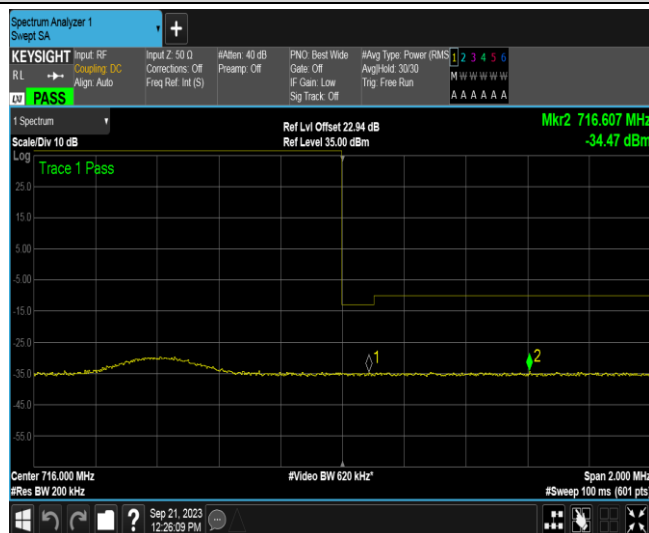 Spectrum Analyzer 1
Swept SA
KEYSIGHT
RL
LXI PASS
Input: RF
Coupling: DC
Align: Auto
Input Z: 50 Ω
Corrections: Off
Freq Ref: Int (S)
#Atten: 40 dB
Preamp: Off
PNO: Best Wide
Gate: Off
IF Gain: Low
Sig Track: Off
#Avg Type: Power (RMS
Avg|Hold: 30/30
Trig: Free Run
1 2 3 4 5 6
M W W W W W
A A A A A A
1 Spectrum
Scale/Div 10 dB
Ref Lvl Offset 22.94 dB
Ref Level 35.00 dBm
Mkr2 716.607 MHz
-34.47 dBm
Log
Trace 1 Pass
25.0
15.0
5.00
-5.00
-15.0
-25.0
-35.0
-45.0
-55.0
1
2
Center 716.000 MHz
#Res BW 200 kHz
#Video BW 620 kHz*
Span 2.000 MHz
#Sweep 100 ms (601 pts)
?
Sep 21, 2023
12:26:09 PM